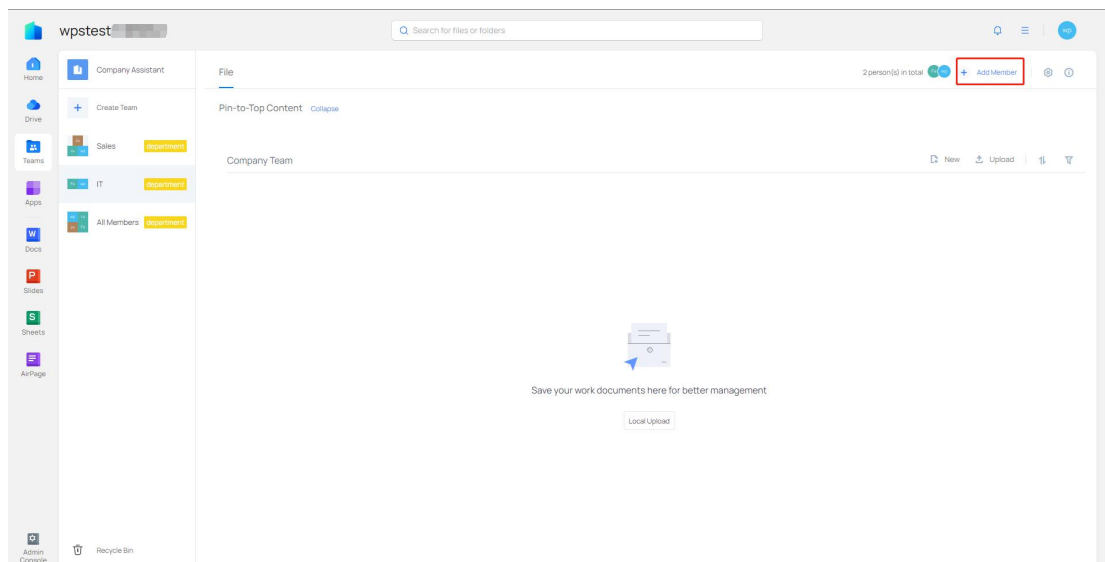 wpstest
Search for files or folders
wp
Home
Drive
Teams
Apps
W
Docs
P
Slides
S
Sheets
AirPage
Admin
Console
Company Assistant
+ Create Team
Sales department
IT department
All Members department
Recycle Bin
File
2 person(s) in total
+ Add Member
Pin-to-Top Content Collapse
Company Team
New
Upload
Save your work documents here for better management
Local Upload